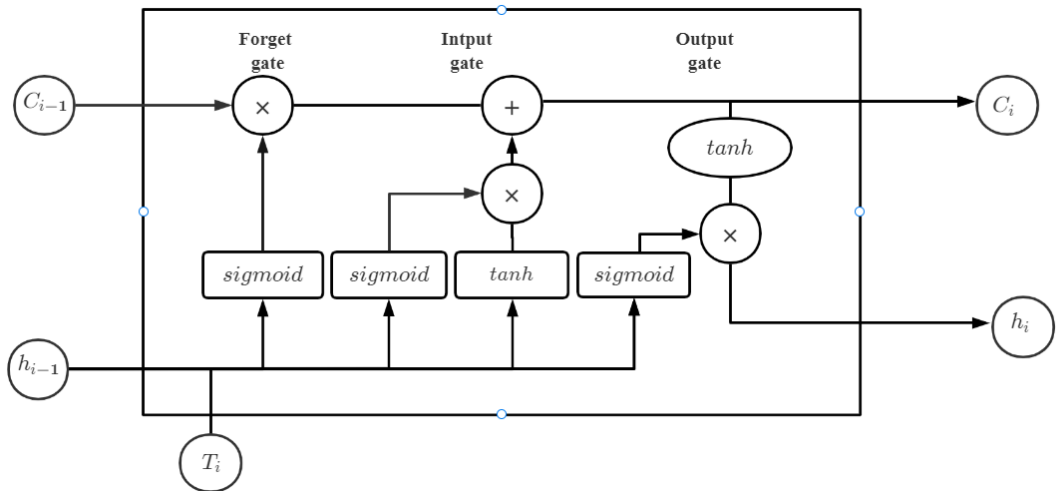 Forget
gate
Intput
gate
Output
gate
C_{i-1}
×
+
C_i
tanh
×
×
sigmoid
sigmoid
tanh
sigmoid
h_{i-1}
h_i
T_i